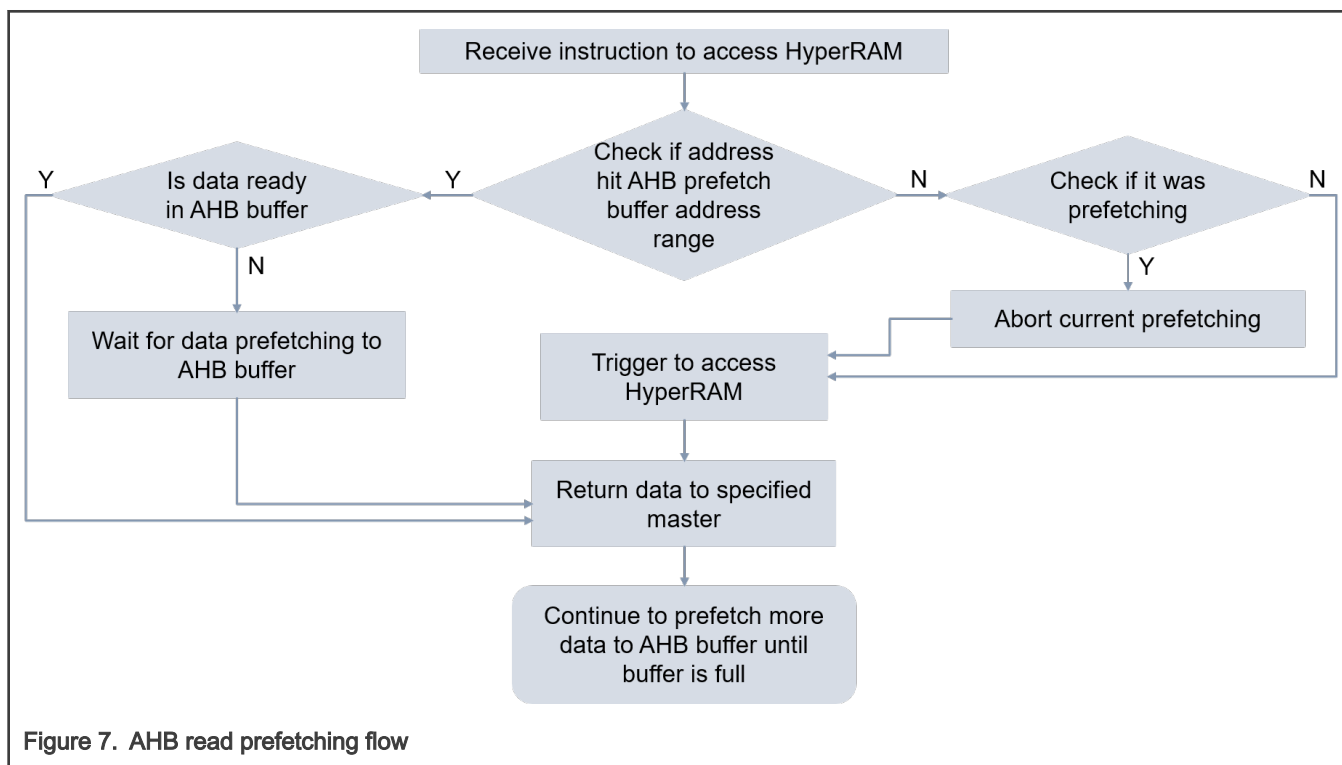 Receive instruction to access HyperRAM
Check if address
hit AHB prefetch
buffer address
range
Y
N
Is data ready
in AHB buffer
Y
N
Check if it was
prefetching
N
Y
Wait for data prefetching to
AHB buffer
Abort current prefetching
Trigger to access
HyperRAM
Return data to specified
master
Continue to prefetch more
data to AHB buffer until
buffer is full
Figure 7. AHB read prefetching flow